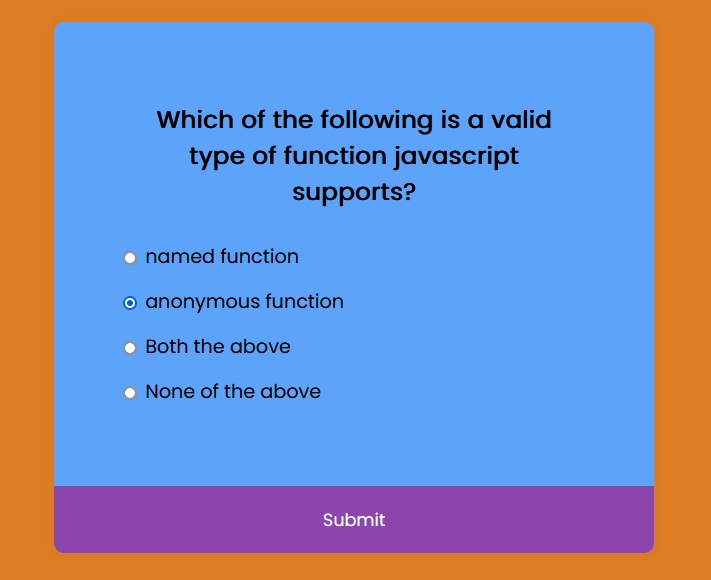 Which of the following is a valid
type of function javascript
supports?
named function
anonymous function
Both the above
None of the above
Submit